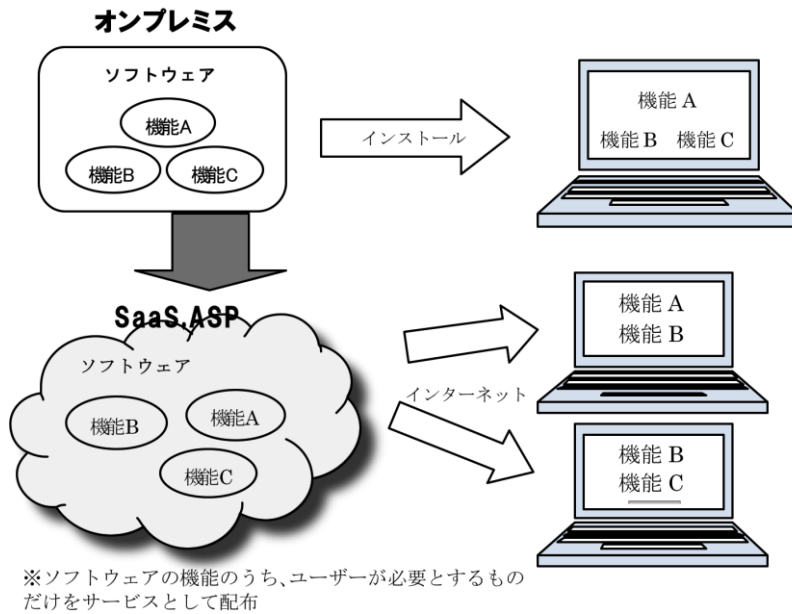 オンプレミス
ソフトウェア
機能A
機能B
機能C
インストール
機能 A
機能 B 機能 C
SaaS,ASP
ソフトウェア
機能B
機能A
機能C
インターネット
機能 A
機能 B
機能 B
機能 C
※ソフトウェアの機能のうち、ユーザーが必要とするもの
だけをサービスとして配布